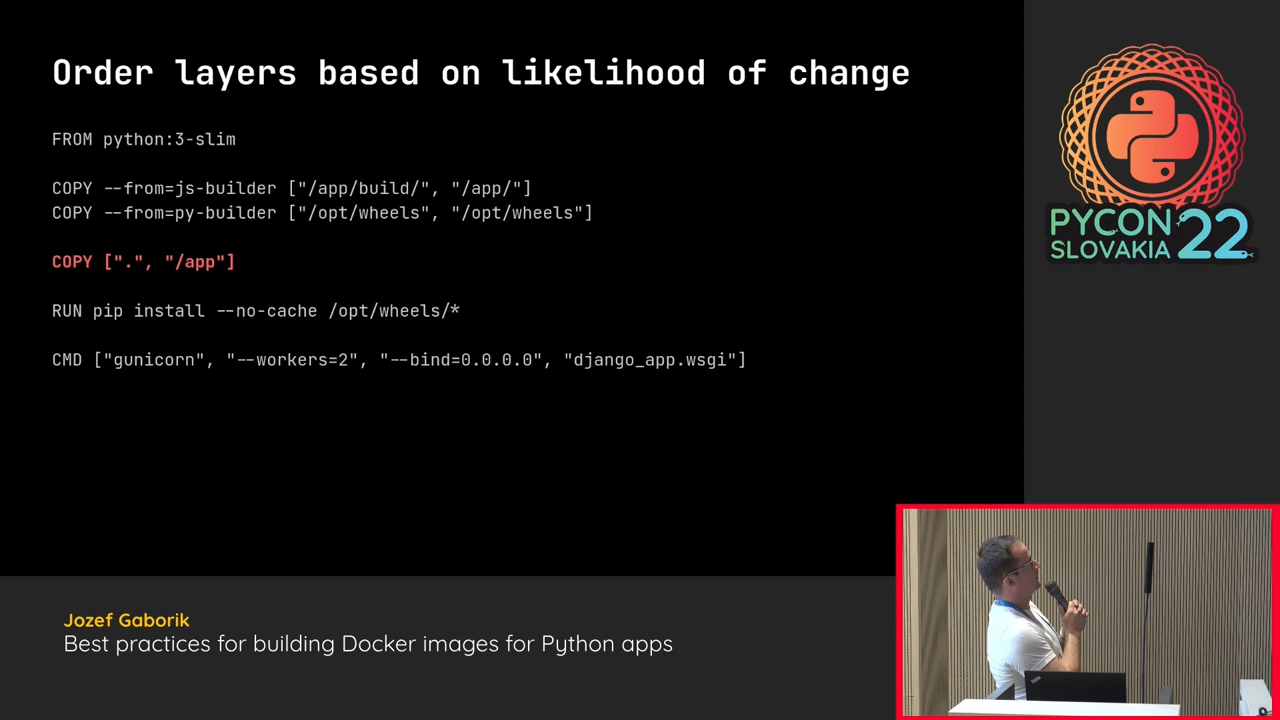 Order layers based on likelihood of change
FROM python:3-slim
COPY --from=js-builder ["/app/build/", "/app/"]
COPY --from=py-builder ["/opt/wheels", "/opt/wheels"]
COPY [".", "/app"]
RUN pip install --no-cache /opt/wheels/*
CMD ["gunicorn", "--workers=2", "--bind=0.0.0.0", "django_app.wsgi"]
PYCON
SLOVAKIA
22
Jozef Gaborik
Best practices for building Docker images for Python apps